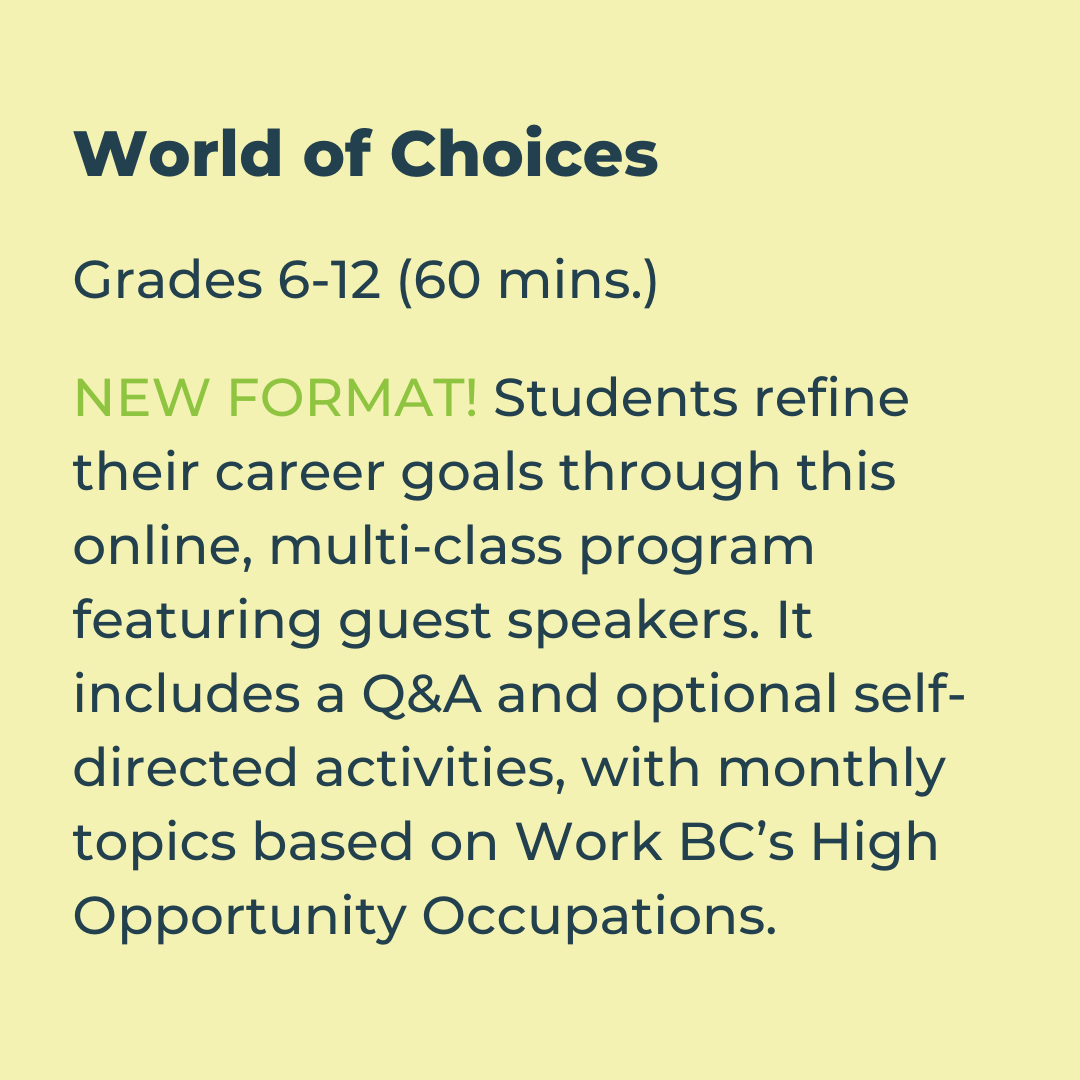 World of Choices
Grades 6-12 (60 mins.)
NEW FORMAT! Students refine
their career goals through this
online, multi-class program
featuring guest speakers. It
includes a Q&A and optional self-
directed activities, with monthly
topics based on Work BC’s High
Opportunity Occupations.